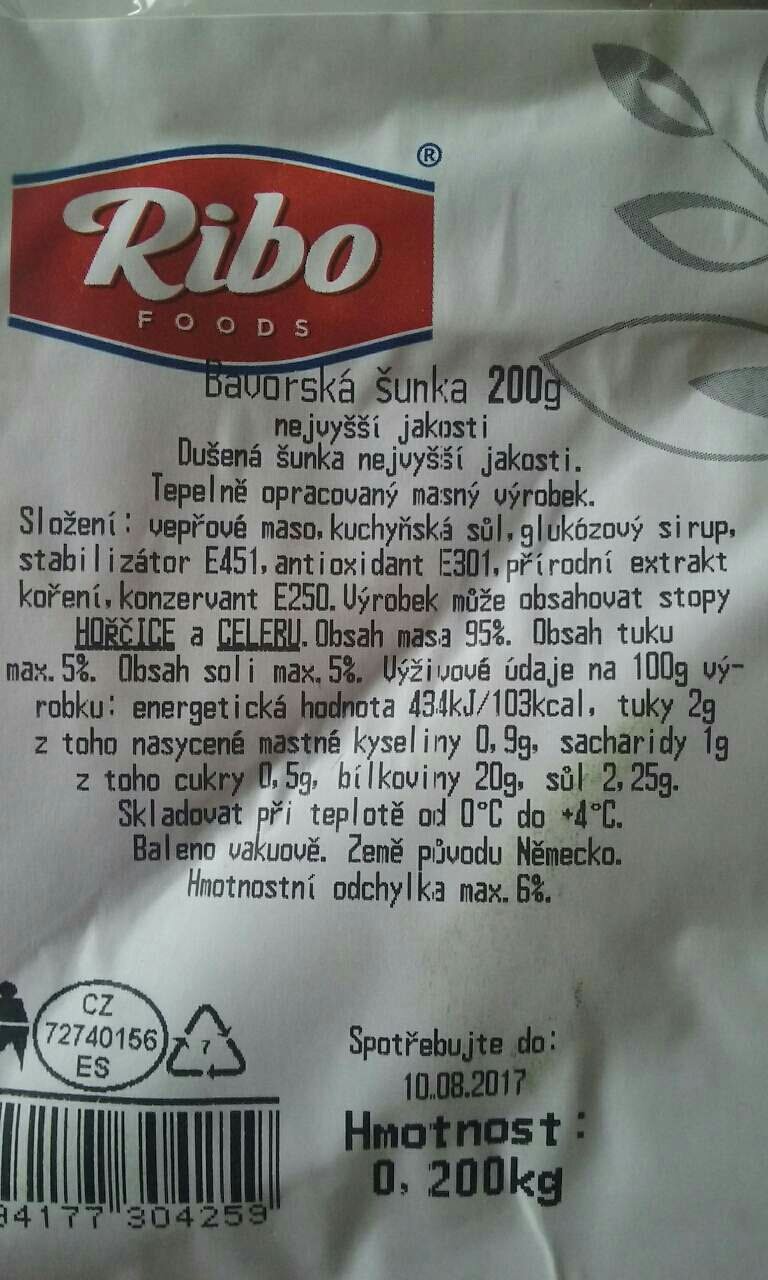 ®
Ribo
FOODS
Bavorská šunka 200g
nejvyšší jakosti
Dušená šunka nejvyšší jakosti.
Tepelně opracovaný masný výrobek.
Složení: vepřové maso, kuchyňská sůl, glukózový sirup,
stabilizátor E451, antioxidant E301, přírodní extrakt
koření, konzervant E250. Výrobek může obsahovat stopy
HOŘČICE a CELERU. Obsah masa 95%. Obsah tuku
max. 5%. Obsah soli max. 5%. Výživové údaje na 100g vý-
robku: energetická hodnota 434kJ/103kcal, tuky 2g
z toho nasycené mastné kyseliny 0,9g, sacharidy 1g
z toho cukry 0,5g, bílkoviny 20g, sůl 2,25g.
Skladovat při teplotě od 0°C do +4°C.
Baleno vakuově. Země původu Německo.
Hmotnostní odchylka max. 6%.
CZ
72740156
ES
7
Spotřebujte do:
10.08.2017
Hmotnost:
0,200kg
94177 304259